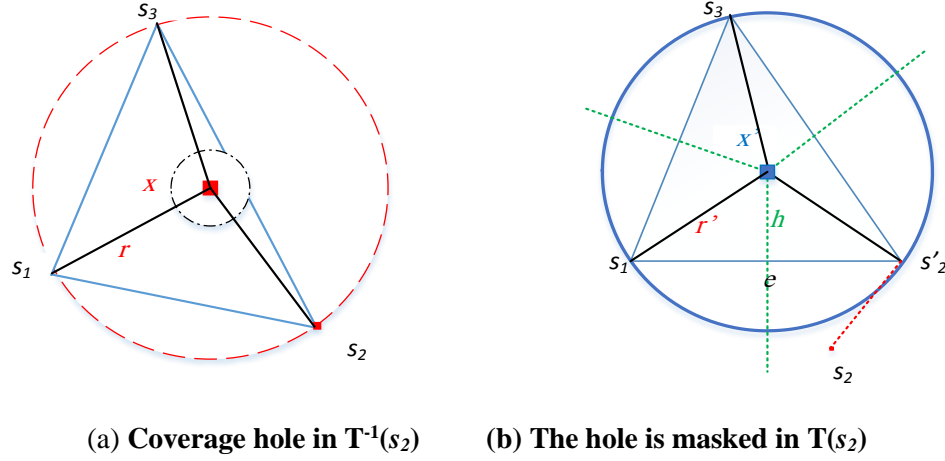 s3
s3
x
x'
r
r'
h
s1
s1
s'2
e
s2
s2
(a) Coverage hole in T-1(s2)
(b) The hole is masked in T(s2)